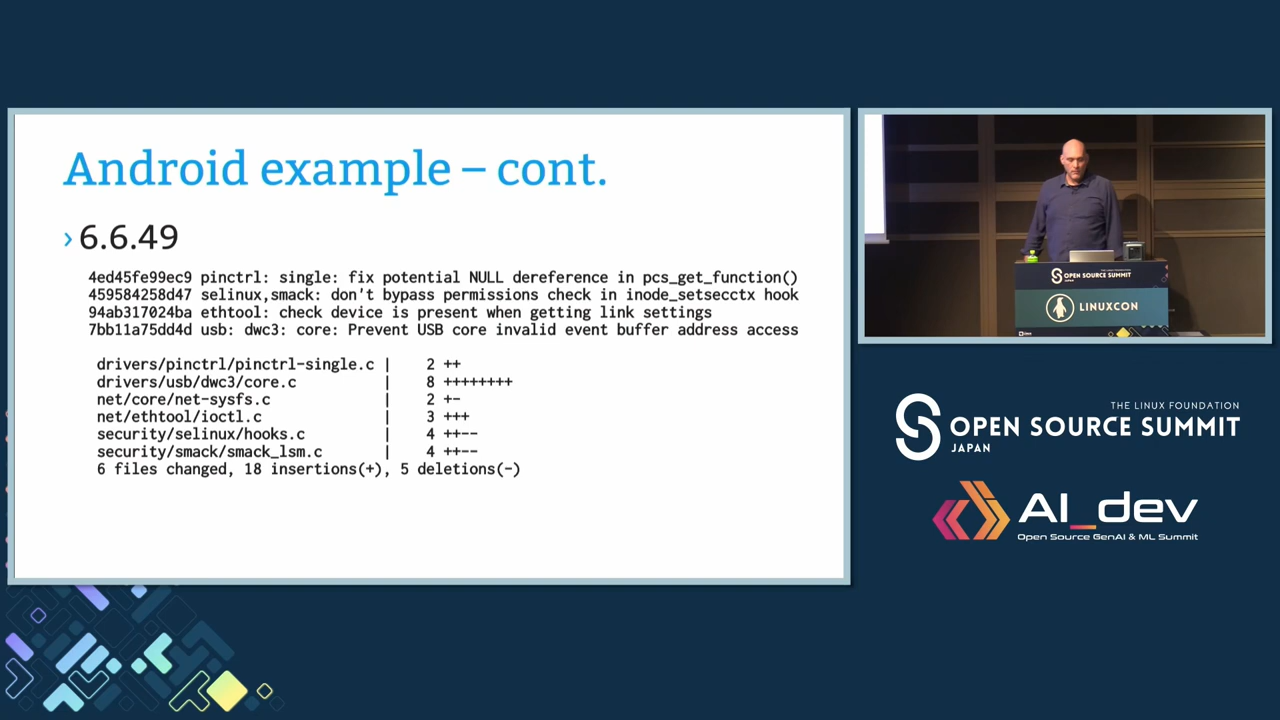 Android example – cont.
› 6.6.49
4ed45fe99ec9 pinctrl: single: fix potential NULL dereference in pcs_get_function()
459584258d47 selinux,smack: don't bypass permissions check in inode_setsecctx hook
94ab317024ba ethtool: check device is present when getting link settings
7bb11a75dd4d usb: dwc3: core: Prevent USB core invalid event buffer address access
drivers/pinctrl/pinctrl-single.c | 2 ++
drivers/usb/dwc3/core.c | 8 ++++++++
net/core/net-sysfs.c | 2 +-
net/ethtool/ioctl.c | 3 +++
security/selinux/hooks.c | 4 ++--
security/smack/smack_lsm.c | 4 ++--
6 files changed, 18 insertions(+), 5 deletions(-)
OPEN SOURCE SUMMIT
LINUXCON
THE LINUX FOUNDATION
OPEN SOURCE SUMMIT
JAPAN
AI_dev
Open Source GenAI & ML Summit